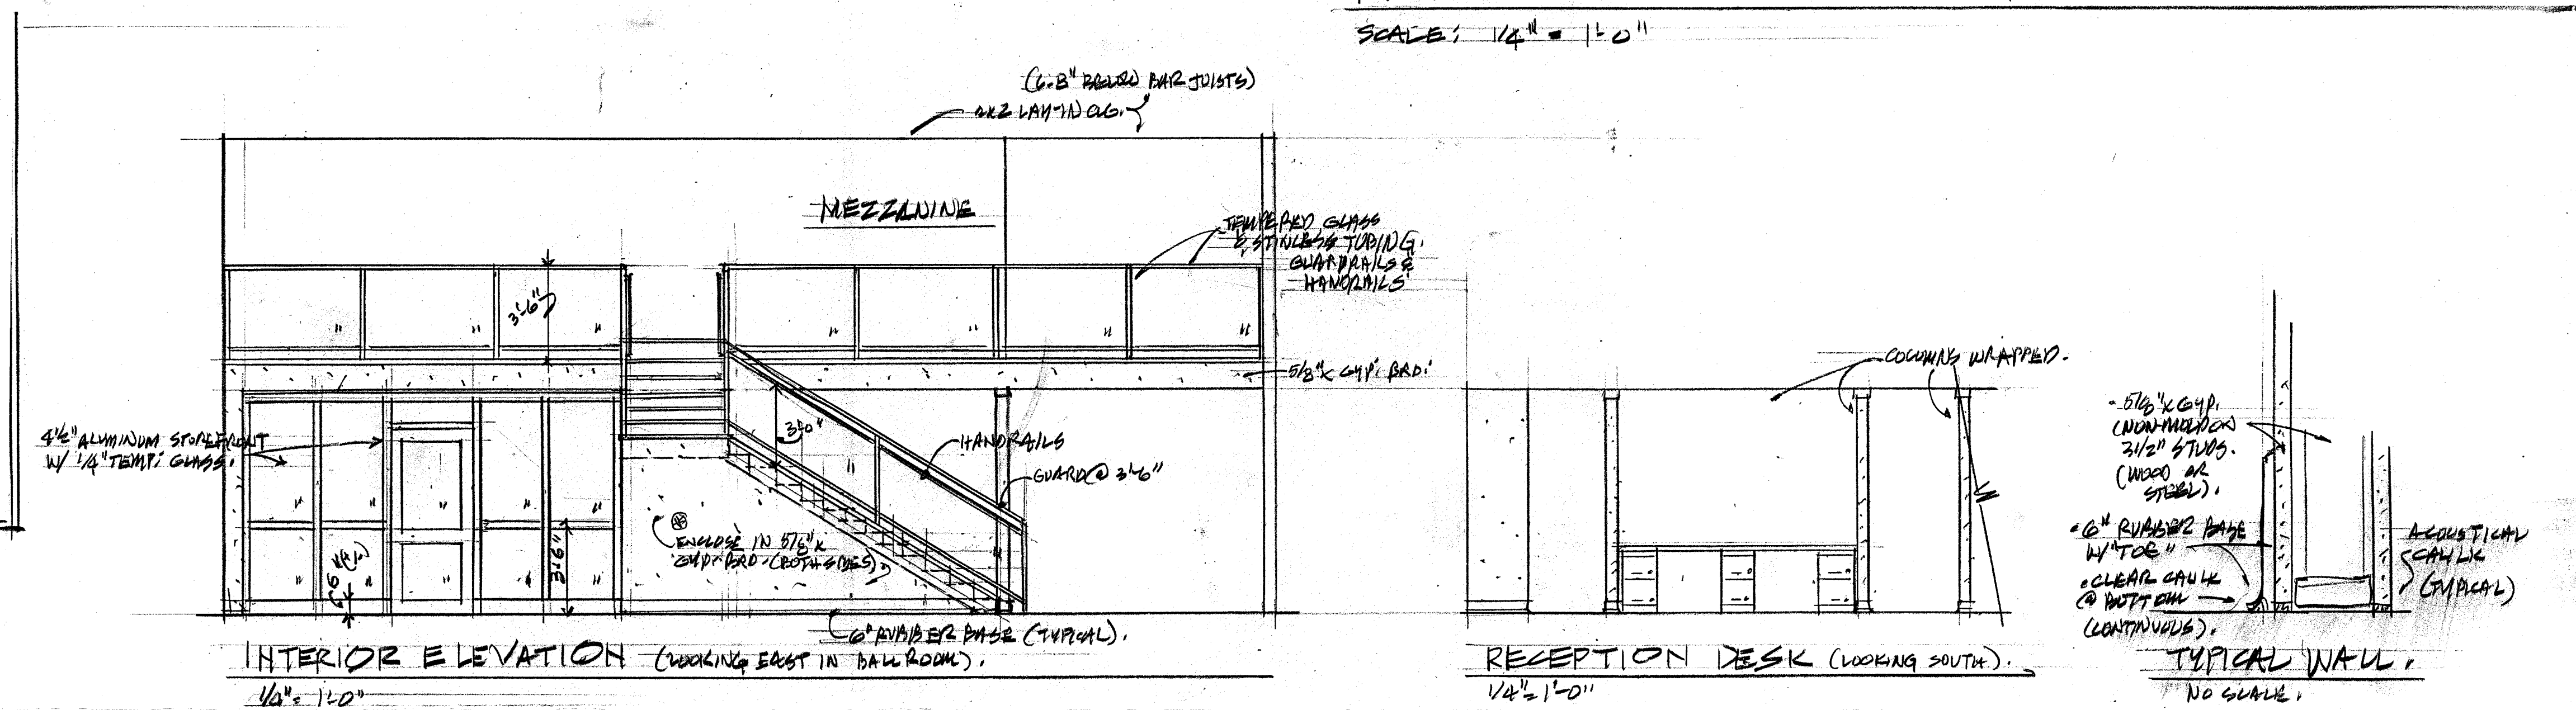 SCALE: 1/4" = 1'-0"
(6-8" BELOW BAR JOISTS)
2X2 LAY-IN CLG.
MEZZANINE
TEMPERED GLASS
& STINLESS TUBING.
GUARDRAILS &
HANDRAILS
3'-6"
5/8"X GYP. BRD.
4½" ALUMINUM STOREFRONT
W/ 1/4" TEMP. GLASS.
3'-0"
HANDRAILS
GUARD @ 3'-6"
ENCLOSE IN 5/8" X
GYP. BRD. (BOTH SIDES).
3'-6"
6"
6" RUBBER BASE (TYPICAL).
INTERIOR ELEVATION (LOOKING EAST IN BALLROOM).
1/4" = 1'-0"
COLUMNS WRAPPED.
RECEPTION DESK (LOOKING SOUTH).
1/4" = 1'-0"
5/8" X GYP.
3 1/2" STUDS.
(WOOD OR
STEEL).
6" RUBBER BASE
W/ "TOE"
CLEAR CAULK
@ BOTTOM
(CONTINUOUS).
ACOUSTICAL
CAULK
(TYPICAL)
TYPICAL WALL.
NO SCALE.